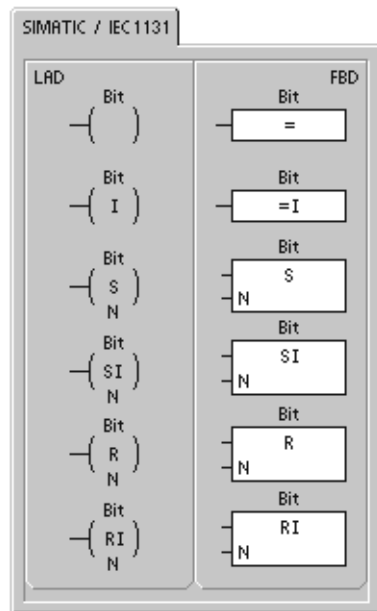 SIMATIC / IEC1131
LAD
Bit
( )
Bit
( I )
Bit
( S )
N
Bit
( SI )
N
Bit
( R )
N
Bit
( RI )
N
FBD
Bit
=
Bit
=I
Bit
S
N
Bit
SI
N
Bit
R
N
Bit
RI
N